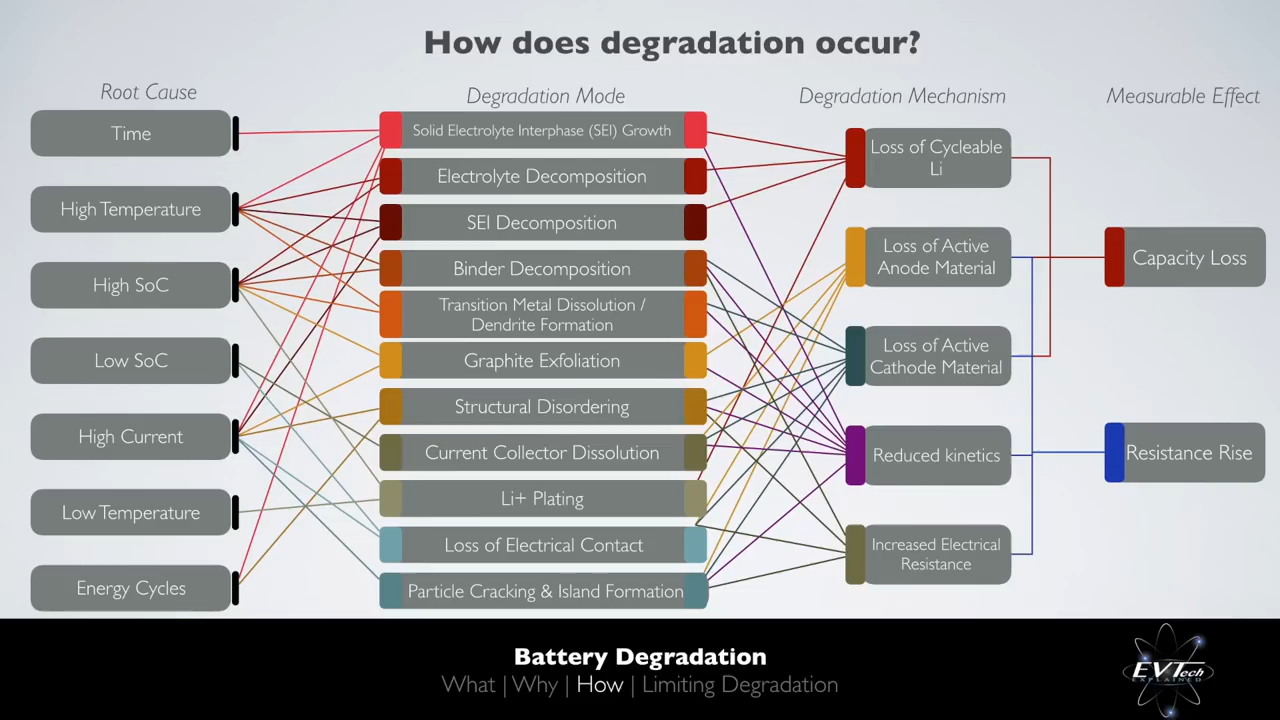 How does degradation occur?
Root Cause
Time
High Temperature
High SoC
Low SoC
High Current
Low Temperature
Energy Cycles
Degradation Mode
Solid Electrolyte Interphase (SEI) Growth
Electrolyte Decomposition
SEI Decomposition
Binder Decomposition
Transition Metal Dissolution /
Dendrite Formation
Graphite Exfoliation
Structural Disordering
Current Collector Dissolution
Li+ Plating
Loss of Electrical Contact
Particle Cracking & Island Formation
Degradation Mechanism
Loss of Cycleable
Li
Loss of Active
Anode Material
Loss of Active
Cathode Material
Reduced kinetics
Increased Electrical
Resistance
Measurable Effect
Capacity Loss
Resistance Rise
Battery Degradation
What | Why | How | Limiting Degradation
EVTech
EXPLAINED